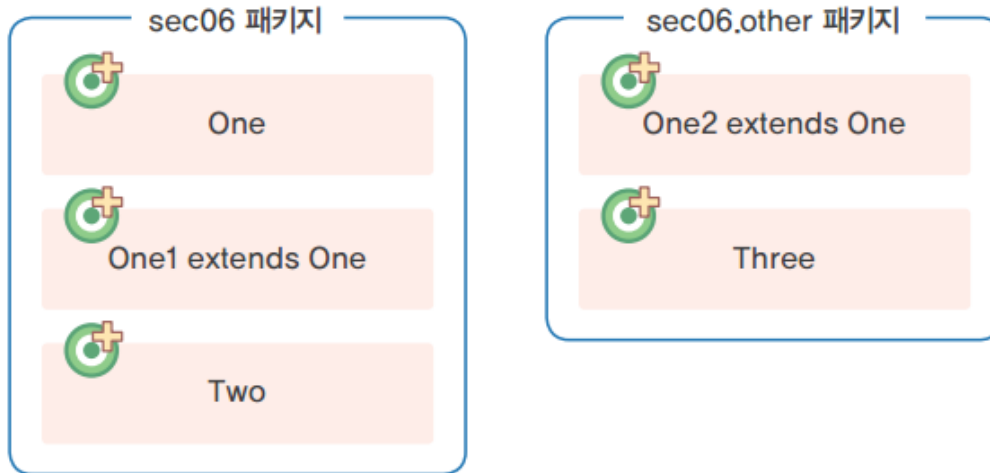 sec06 패키지
One
One1 extends One
Two
sec06.other 패키지
One2 extends One
Three